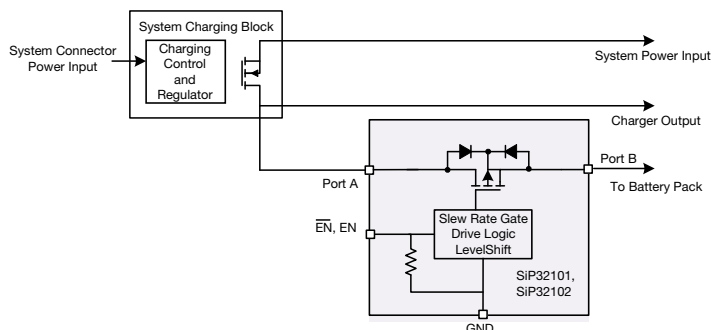 System Charging Block
System Connector
Power Input
Charging
Control
and
Regulator
System Power Input
Charger Output
Port A
Port B
To Battery Pack
EN, EN
Slew Rate Gate
Drive Logic
LevelShift
SiP32101,
SiP32102
GND